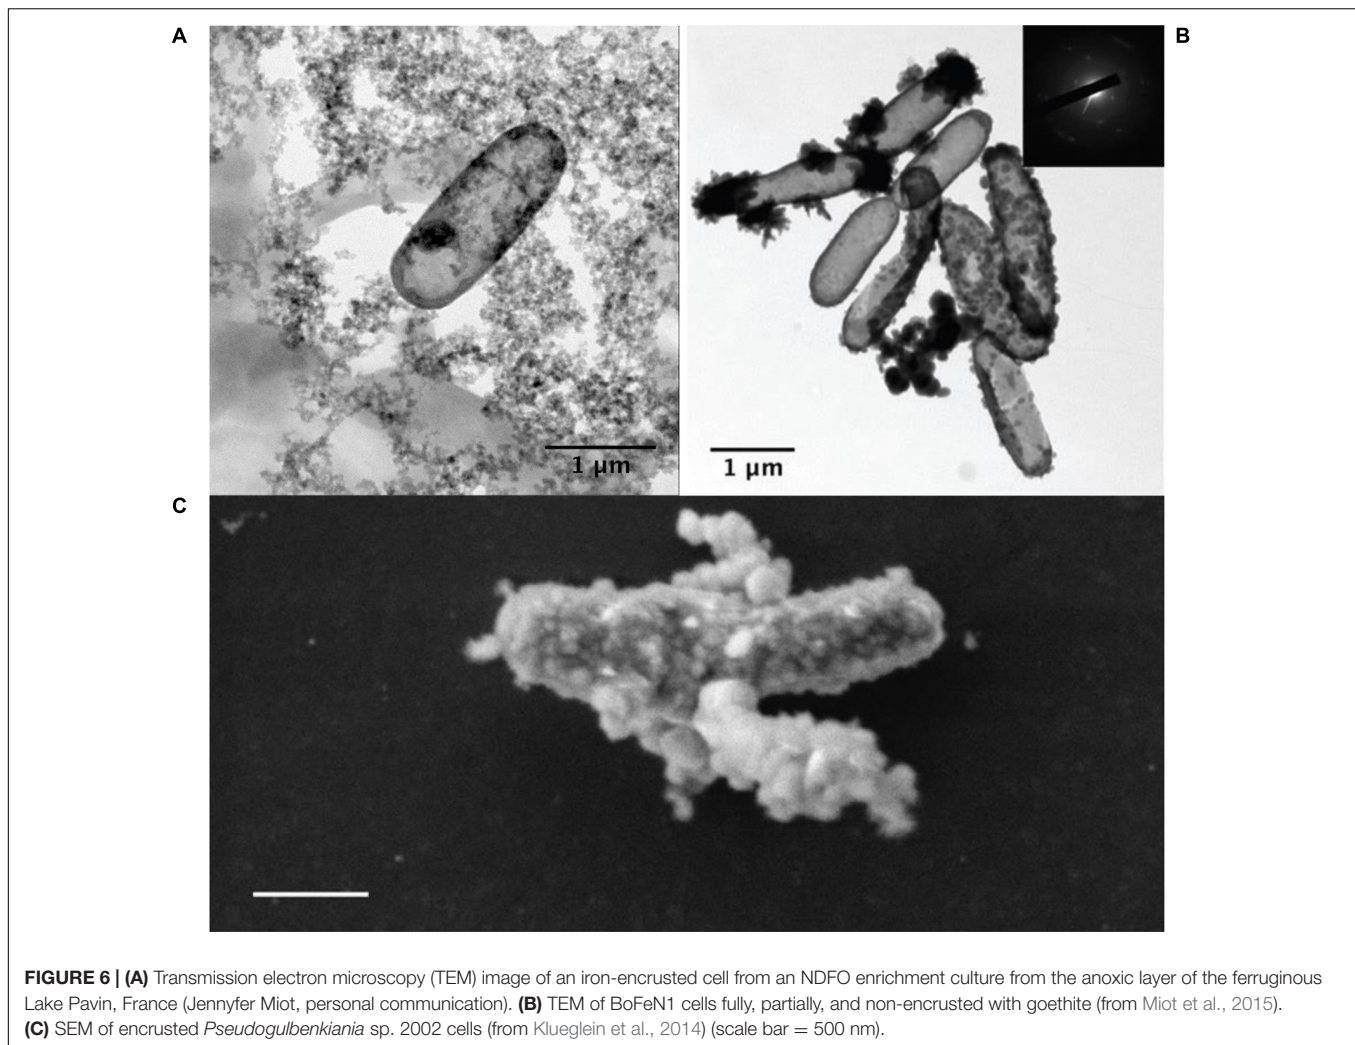 A
B
1 µm
1 µm
C
FIGURE 6 | (A) Transmission electron microscopy (TEM) image of an iron-encrusted cell from an NDFO enrichment culture from the anoxic layer of the ferruginous
Lake Pavin, France (Jennyfer Miot, personal communication). (B) TEM of BoFeN1 cells fully, partially, and non-encrusted with goethite (from Miot et al., 2015).
(C) SEM of encrusted Pseudogulbenkiania sp. 2002 cells (from Klueglein et al., 2014) (scale bar = 500 nm).